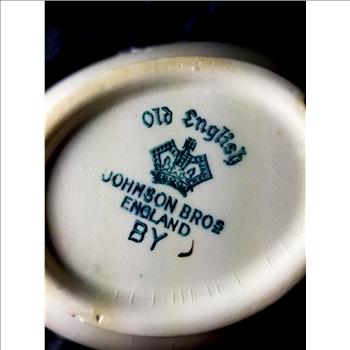 Old English
JOHNSON BROS
ENGLAND
BY